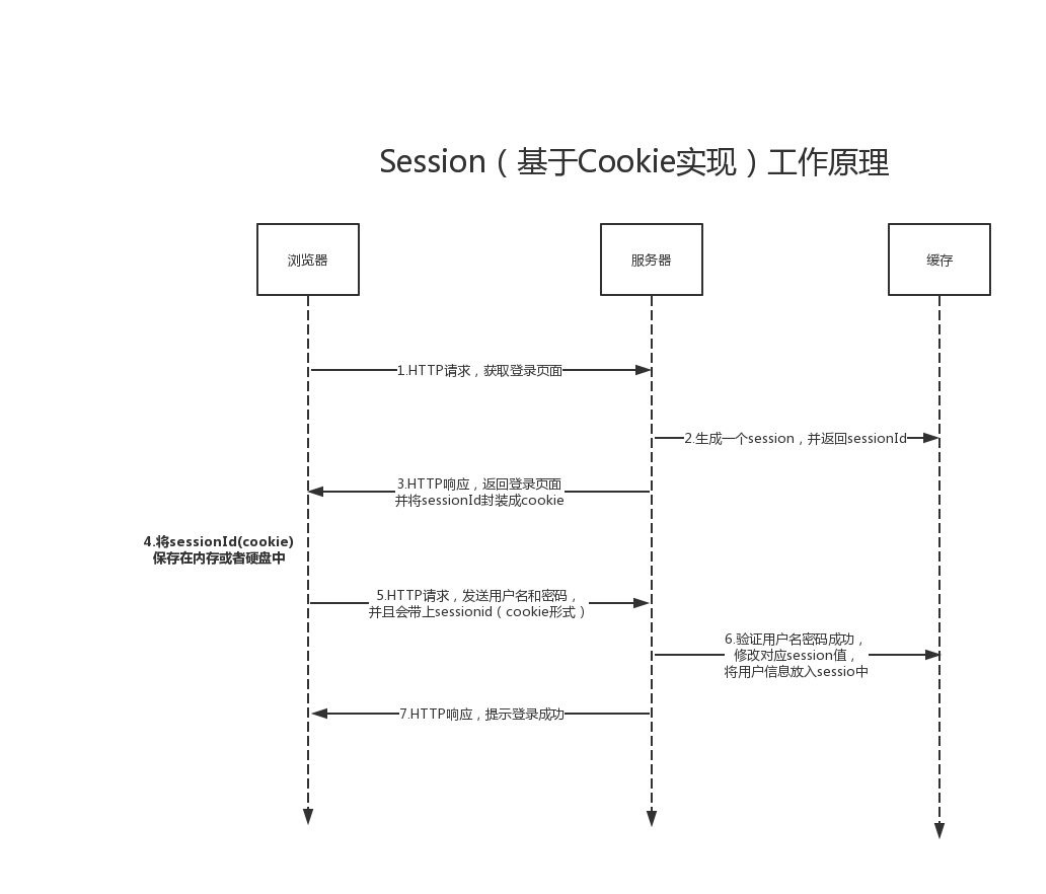 Session（基于Cookie实现）工作原理
浏览器
服务器
缓存
1.HTTP请求，获取登录页面
2.生成一个session，并返回sessionId
3.HTTP响应，返回登录页面
并将sessionId封装成cookie
4.将sessionId(cookie)
保存在内存或者硬盘中
5.HTTP请求，发送用户名和密码，
并且会带上sessionid（cookie形式）
6.验证用户名密码成功，
修改对应session值，
将用户信息放入sessio中
7.HTTP响应，提示登录成功